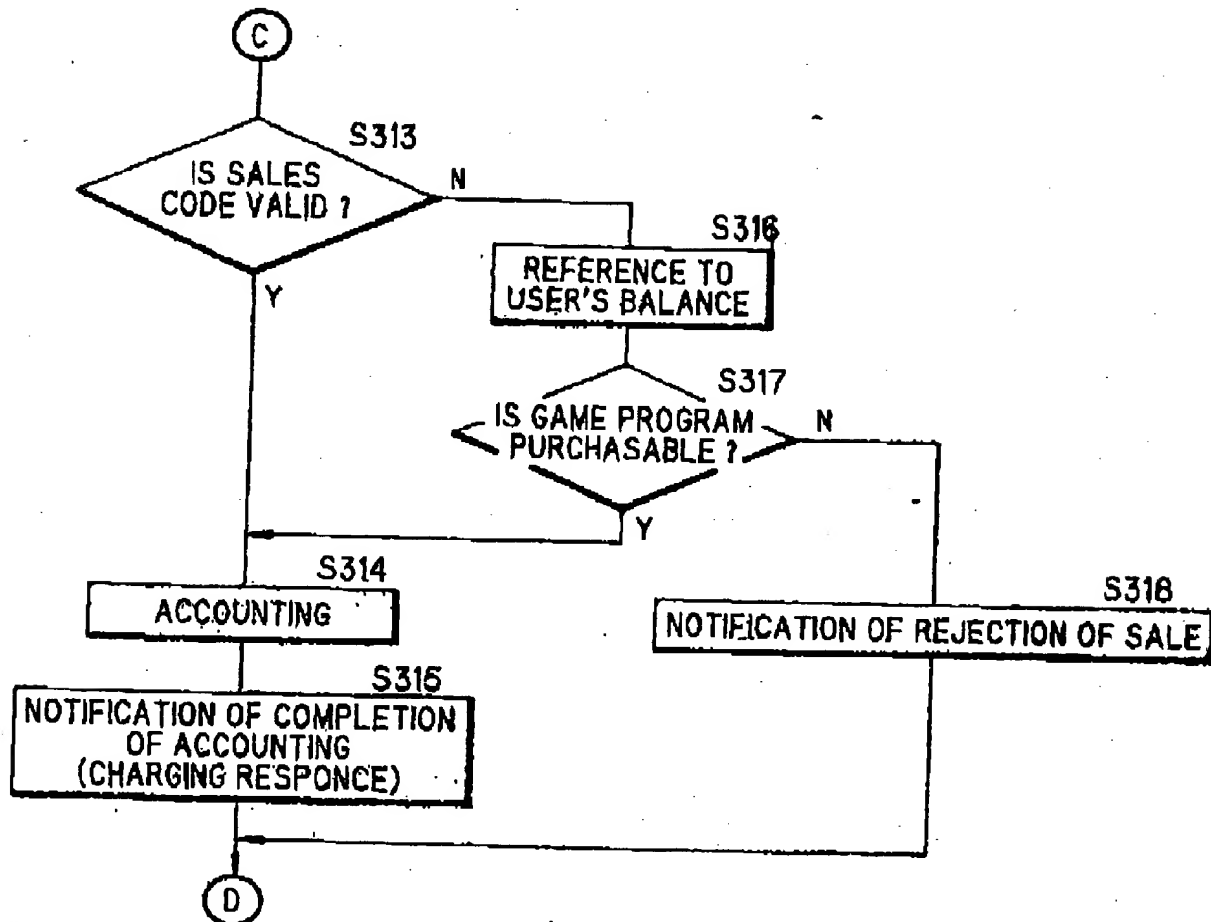 C
S313
IS SALES
CODE VALID ?
N
Y
S316
REFERENCE TO
USER'S BALANCE
S317
IS GAME PROGRAM
PURCHASABLE ?
N
Y
S314
ACCOUNTING
S318
NOTIFICATION OF REJECTION OF SALE
S315
NOTIFICATION OF COMPLETION
OF ACCOUNTING
(CHARGING RESPONCE)
D